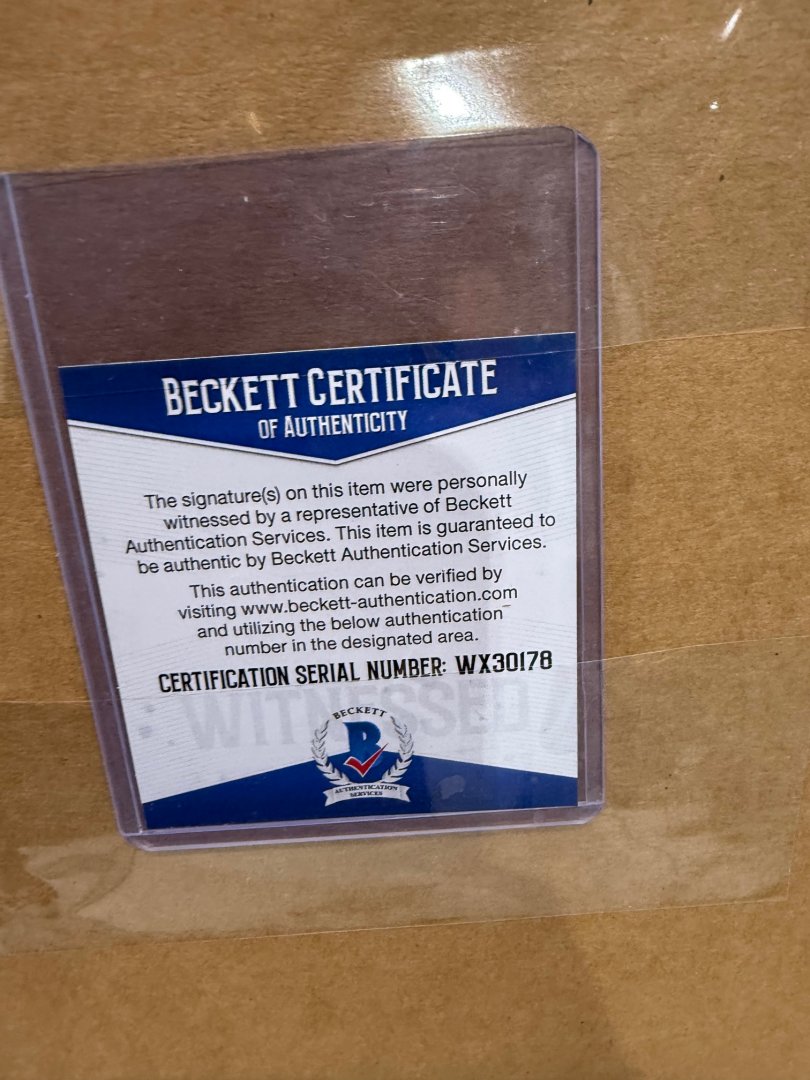 BECKETT CERTIFICATE
OF AUTHENTICITY
The signature(s) on this item were personally
witnessed by a representative of Beckett
Authentication Services. This item is guaranteed to
be authentic by Beckett Authentication Services.
This authentication can be verified by
visiting www.beckett-authentication.com
and utilizing the below authentication
number in the designated area.
CERTIFICATION SERIAL NUMBER: WX30178
WITNESSED
BECKETT
B
AUTHENTICATION
SERVICES